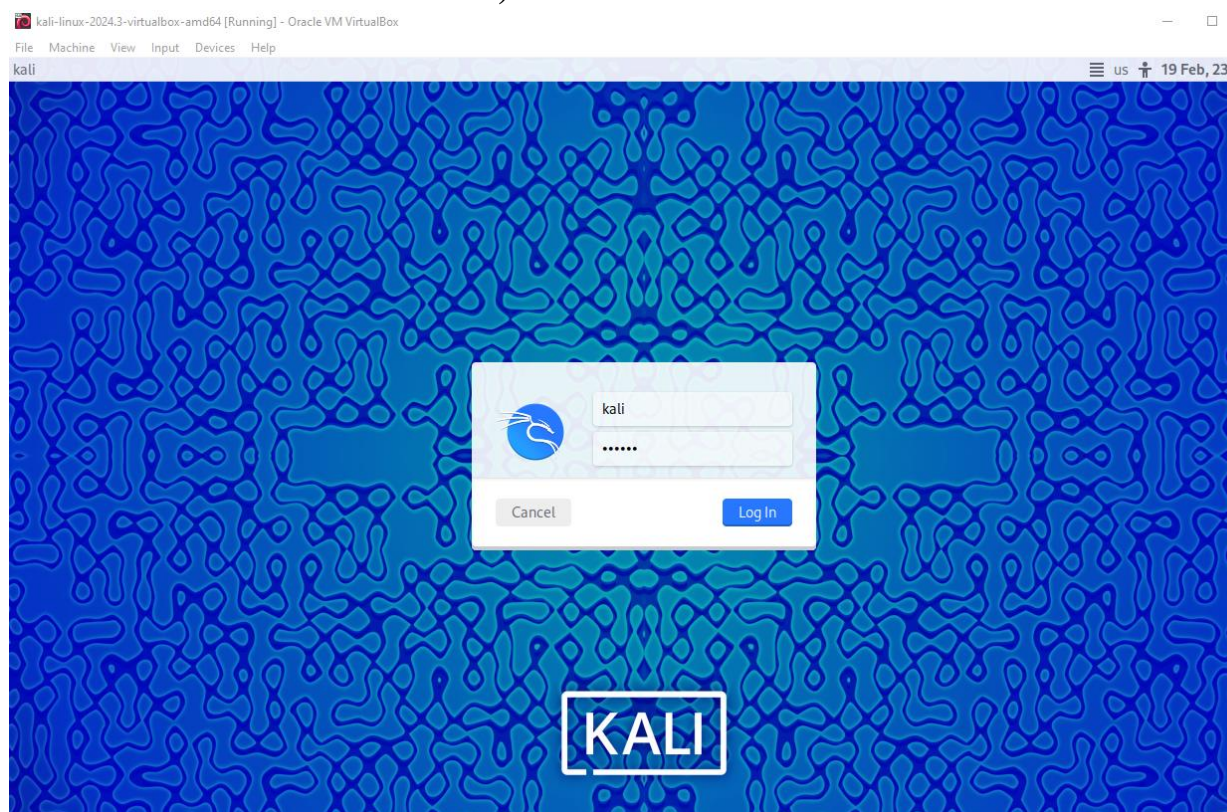 kali-linux-2024.3-virtualbox-amd64 [Running] - Oracle VM VirtualBox
File Machine View Input Devices Help
kali us 19 Feb, 23
kali
••••••
Cancel Log In
KALI